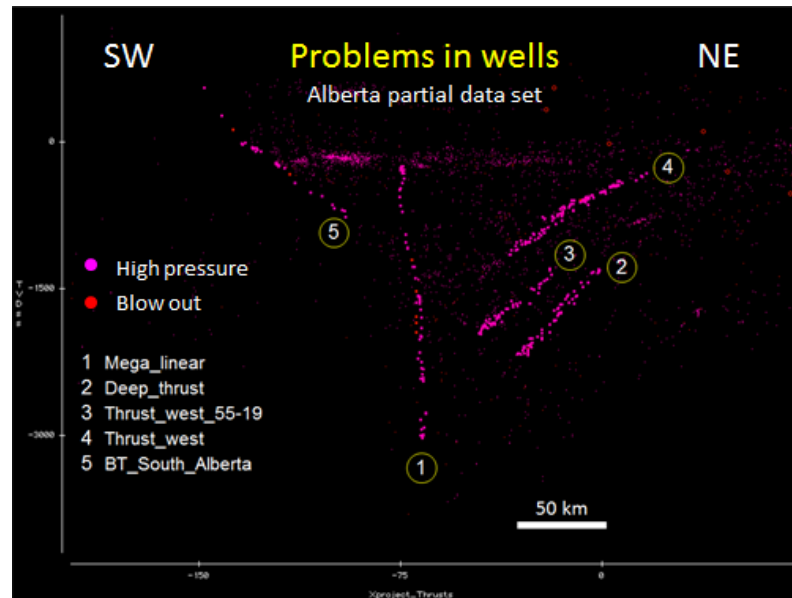 SW Problems in wells NE
Alberta partial data set
0
4
5
High pressure
3
2
-1500
Blow out
1 Mega_linear
2 Deep_thrust
3 Thrust_west_55-19
4 Thrust_west
5 BT_South_Alberta
-3000
1
50 km
-150 -75 0
Xproject_Thrusts